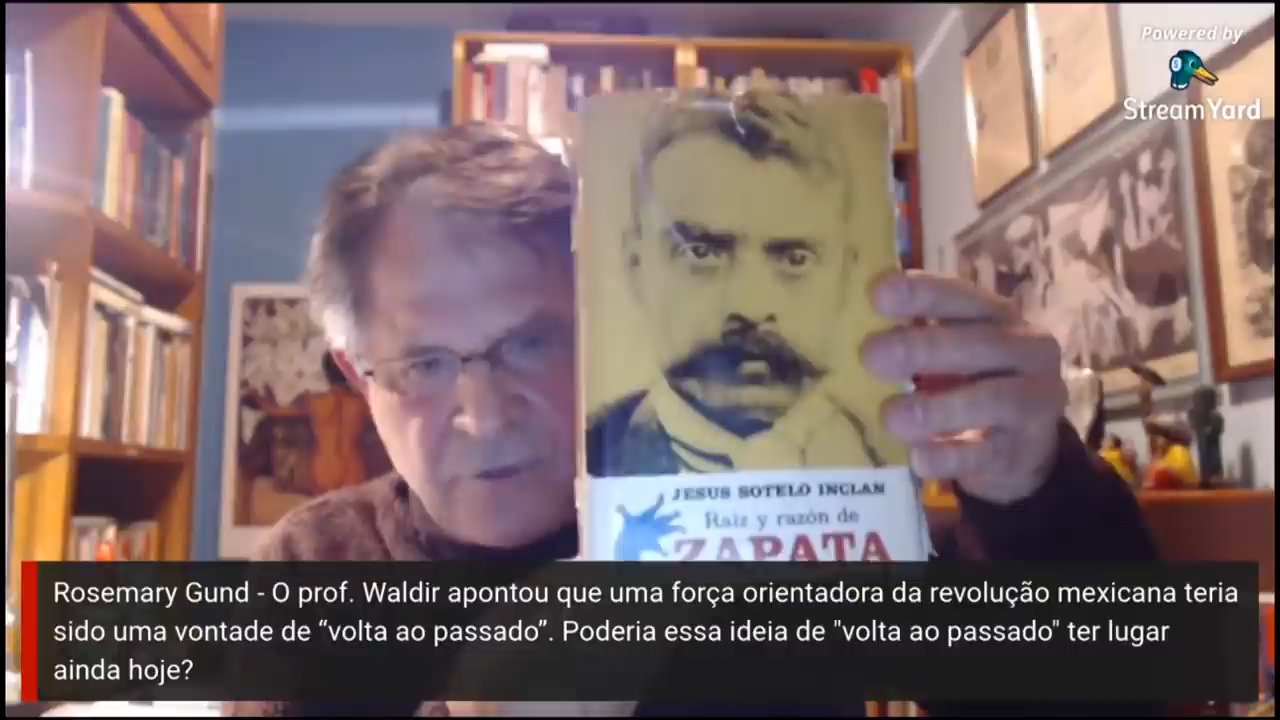 Powered by
StreamYard
JESUS SOTELO INCLAN
Raíz y razón de
ZAPATA
Rosemary Gund - O prof. Waldir apontou que uma força orientadora da revolução mexicana teria
sido uma vontade de “volta ao passado”. Poderia essa ideia de "volta ao passado" ter lugar
ainda hoje?